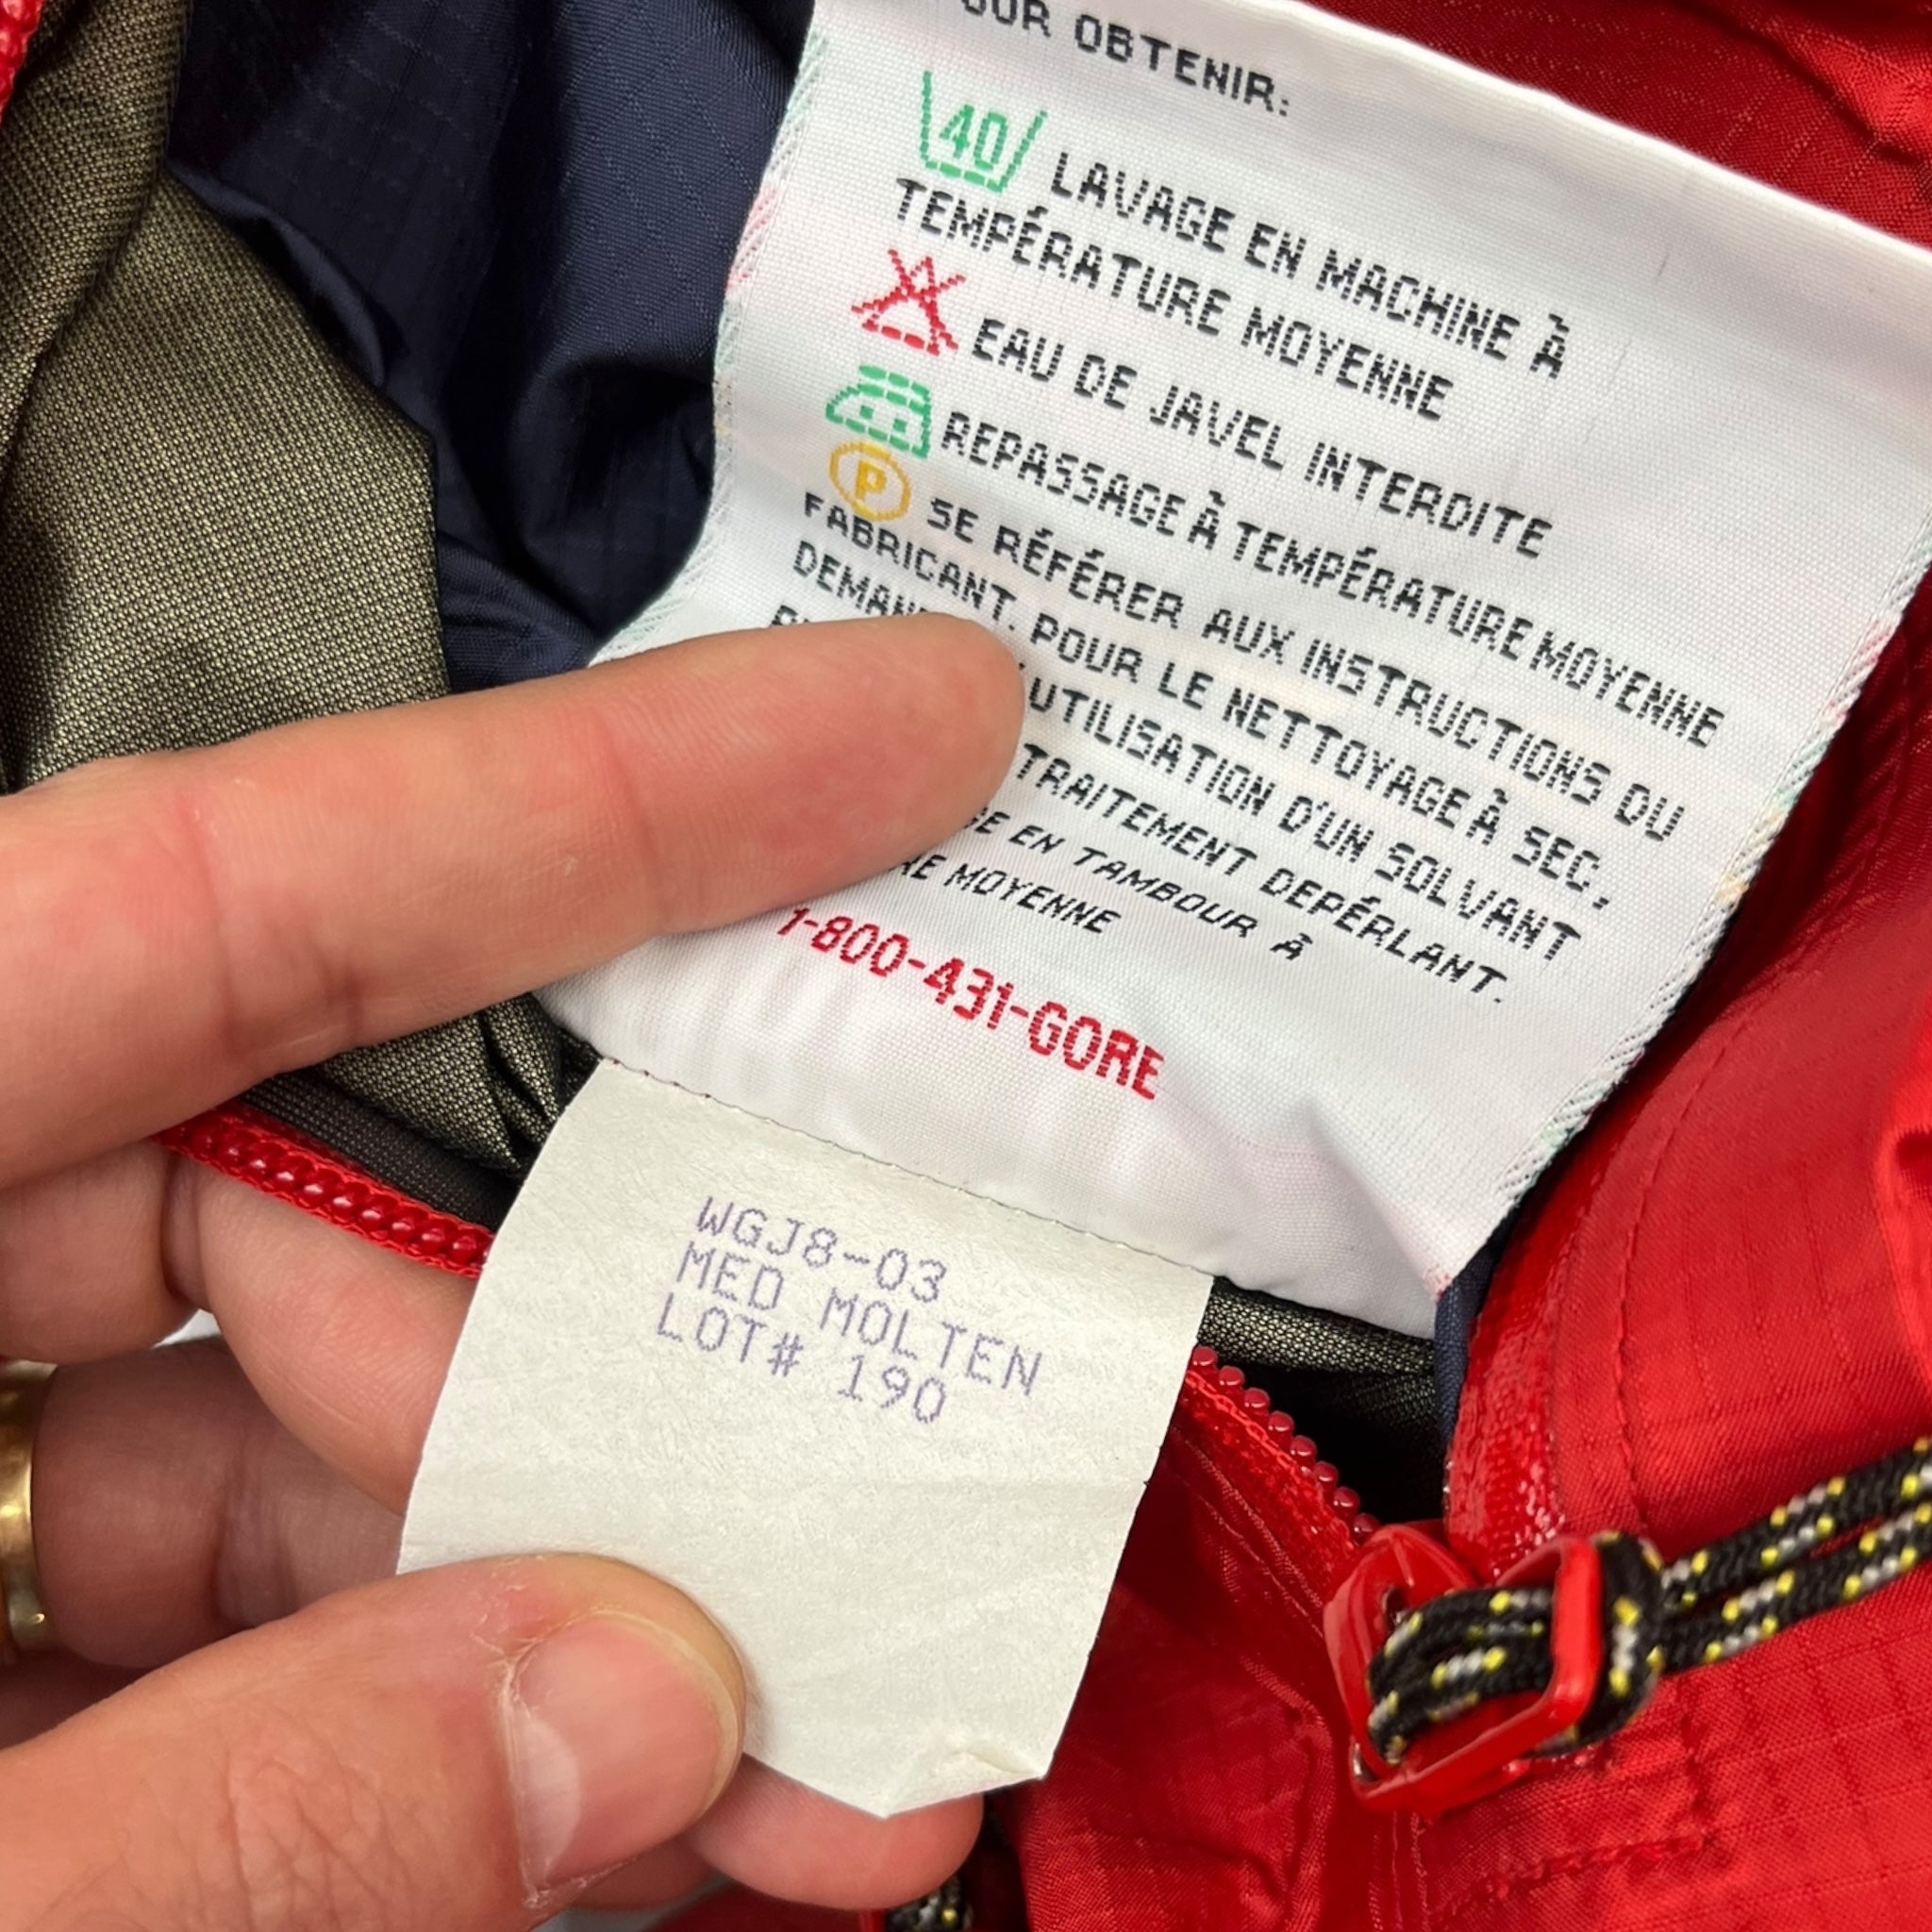 OBTENIR:
40 LAVAGE EN MACHINE À
TEMPÉRATURE MOYENNE
EAU DE JAVEL INTERDITE
REPASSAGE À TEMPÉRATURE MOYENNE
P SE RÉFÉRER AUX INSTRUCTIONS DU
FABRICANT. POUR LE NETTOYAGE À SEC,
UTILISATION D'UN SOLVANT
TRAITEMENT DEPÉRLANT.
EN TAMBOUR À
MOYENNE
1-800-431-GORE
WGJ8-03
MED MOLTEN
LOT# 190